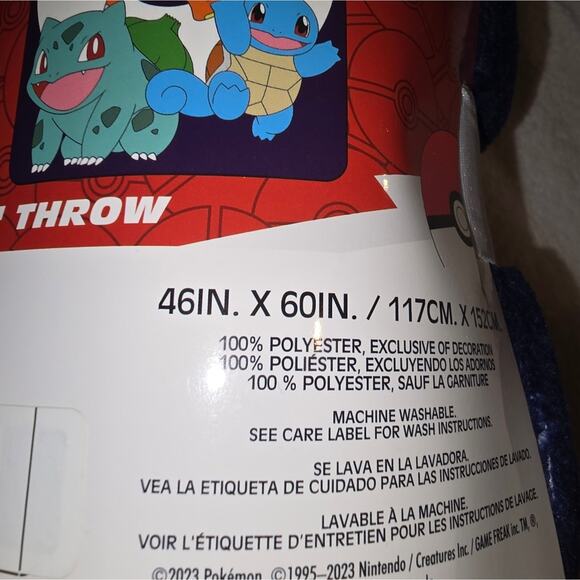 THROW
46IN. X 60IN. / 117CM. X 152CM.
100% POLYESTER, EXCLUSIVE OF DECORATION
100% POLIÉSTER, EXCLUYENDO LOS ADORNOS
100 % POLYESTER, SAUF LA GARNITURE
MACHINE WASHABLE.
SEE CARE LABEL FOR WASH INSTRUCTIONS.
SE LAVA EN LA LAVADORA.
VEA LA ETIQUETA DE CUIDADO PARA LAS INSTRUCCIONES DE LAVADO.
LAVABLE À LA MACHINE.
VOIR L'ÉTIQUETTE D'ENTRETIEN POUR LES INSTRUCTIONS DE LAVAGE.
©2023 Pokémon. ©1995–2023 Nintendo / Creatures Inc. / GAME FREAK inc. TM, ®,